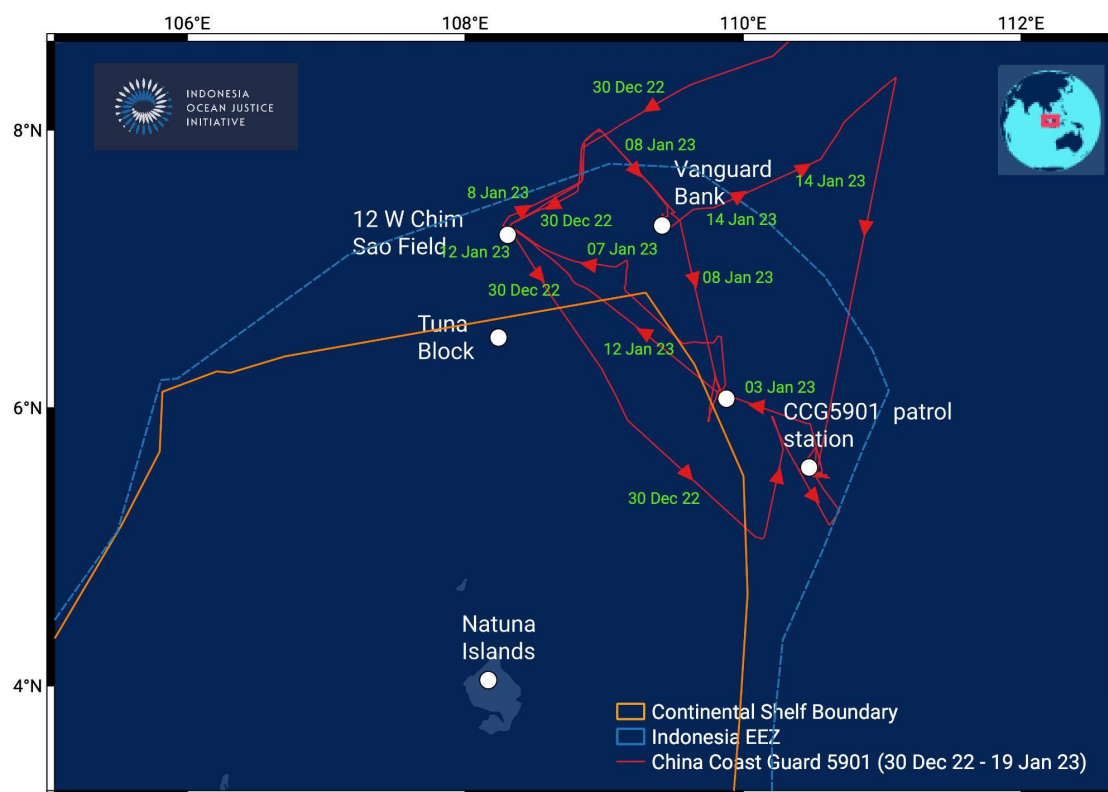 106°E
108°E
110°E
112°E
INDONESIA
OCEAN JUSTICE
INITIATIVE
30 Dec 22
8°N
08 Jan 23
Vanguard
Bank
14 Jan 23
8 Jan 23
30 Dec 22
14 Jan 23
12 W Chim
Sao Field
12 Jan 23
07 Jan 23
30 Dec 22
08 Jan 23
Tuna
Block
12 Jan 23
03 Jan 23
6°N
CCG5901 patrol
station
30 Dec 22
Natuna
Islands
4°N
Continental Shelf Boundary
Indonesia EEZ
China Coast Guard 5901 (30 Dec 22 - 19 Jan 23)